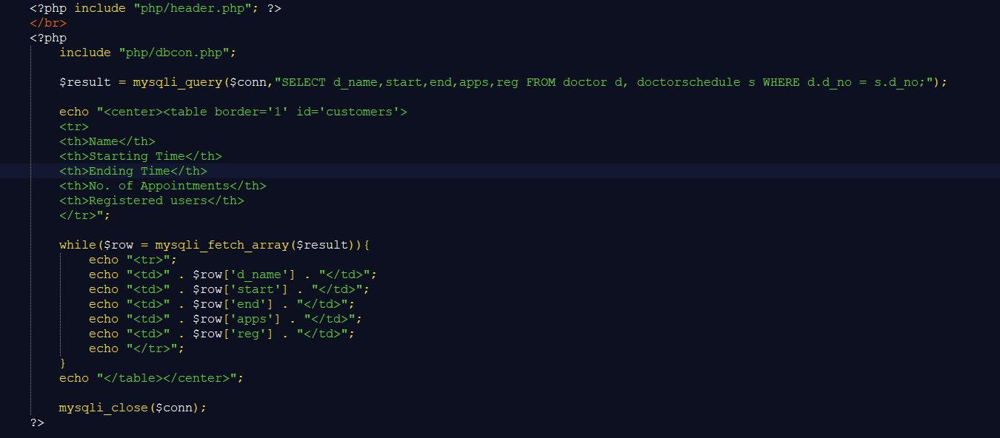 <?php include "php/header.php"; ?>
</br>
<?php
include "php/dbcon.php";
$result = mysqli_query($conn,"SELECT d_name,start,end,apps,reg FROM doctor d, doctorschedule s WHERE d.d_no = s.d_no;");
echo "<center><table border='1' id='customers'>
<tr>
<th>Name</th>
<th>Starting Time</th>
<th>Ending Time</th>
<th>No. of Appointments</th>
<th>Registered users</th>
</tr>";
while($row = mysqli_fetch_array($result)){
echo "<tr>";
echo "<td>" . $row['d_name'] . "</td>";
echo "<td>" . $row['start'] . "</td>";
echo "<td>" . $row['end'] . "</td>";
echo "<td>" . $row['apps'] . "</td>";
echo "<td>" . $row['reg'] . "</td>";
echo "</tr>";
}
echo "</table></center>";
mysqli_close($conn);
?>